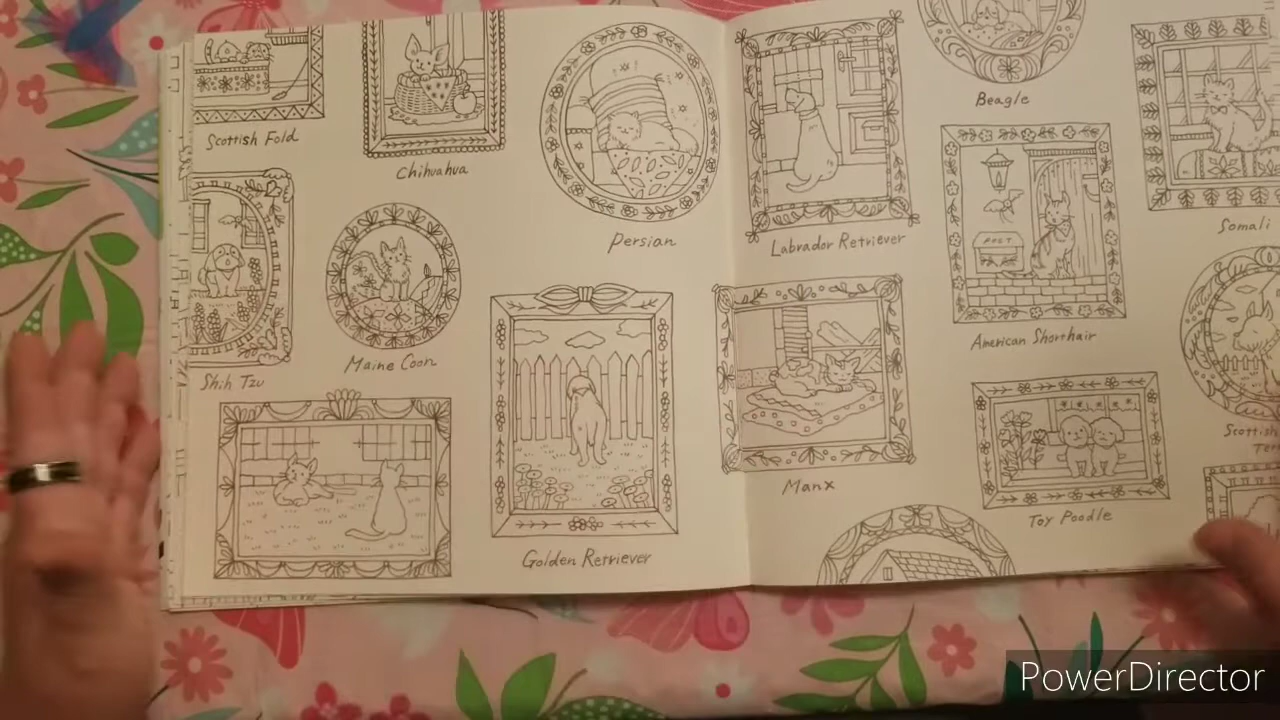 Scottish Fold
Chihuahua
Persian
Shih Tzu
Maine Coon
Golden Retriever
Labrador Retriever
Beagle
Somali
POST
American Shorthair
Manx
Toy Poodle
Scottish
PowerDirector